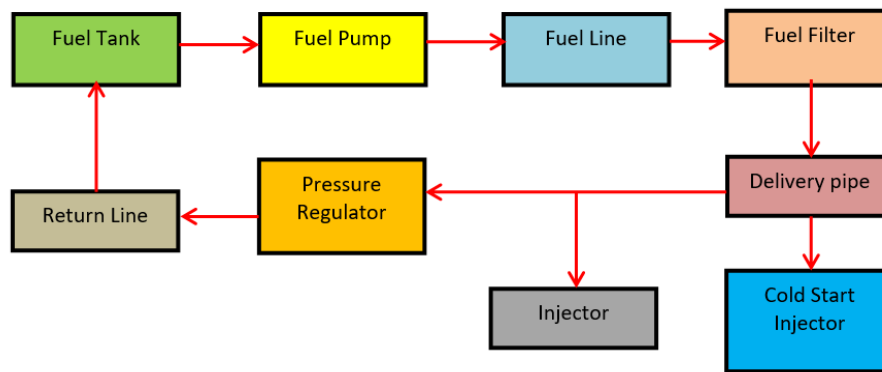 Fuel Tank
Fuel Pump
Fuel Line
Fuel Filter
Return Line
Pressure
Regulator
Delivery pipe
Injector
Cold Start
Injector